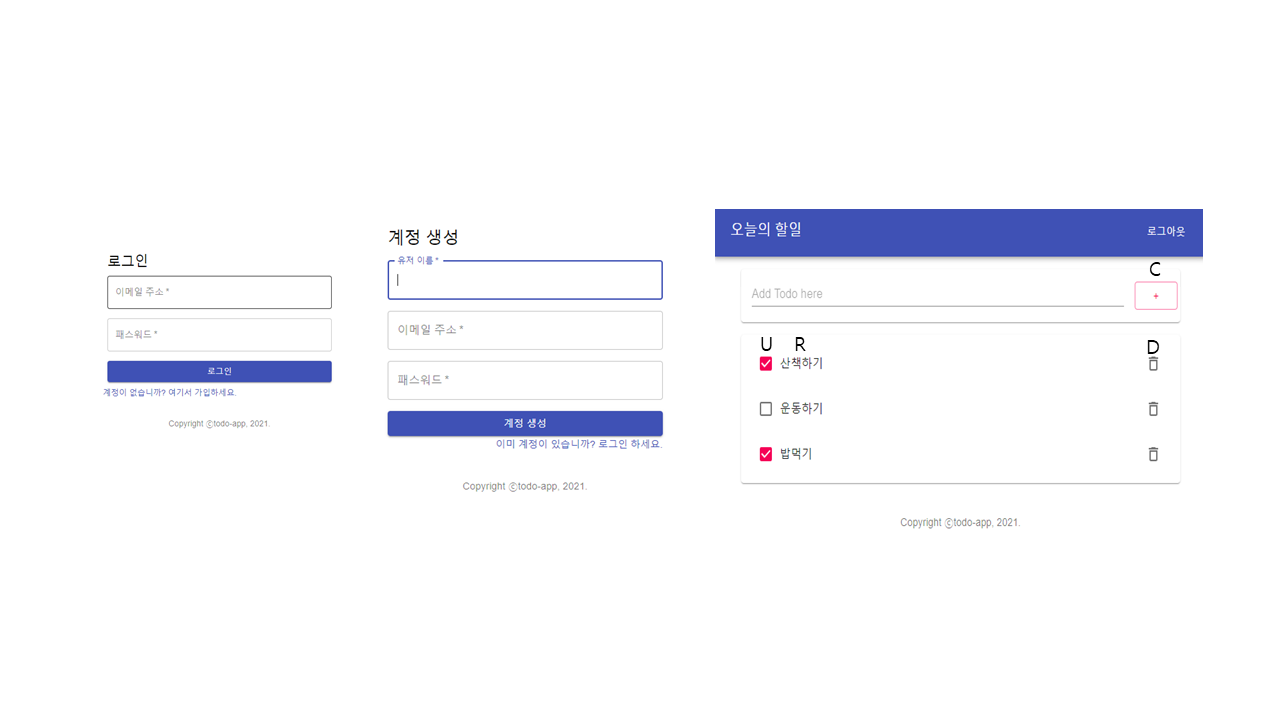 로그인
이메일 주소 *
패스워드 *
로그인
계정이 없습니까? 여기서 가입하세요.
Copyright ⓒtodo-app, 2021.
계정 생성
유저 이름 *
이메일 주소 *
패스워드 *
계정 생성
이미 계정이 있습니까? 로그인 하세요.
Copyright ⓒtodo-app, 2021.
오늘의 할일 로그아웃
C
Add Todo here +
U R D
산책하기
운동하기
밥먹기
Copyright ⓒtodo-app, 2021.